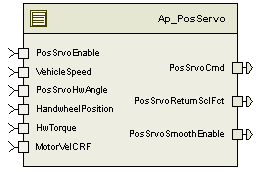 Ap_PosServo
PosSrvoEnable
VehicleSpeed
PosSrvoHwAngle
HandwheelPosition
HwTorque
MotorVelCRF
PosSrvoCmd
PosSrvoReturnSclFct
PosSrvoSmoothEnable